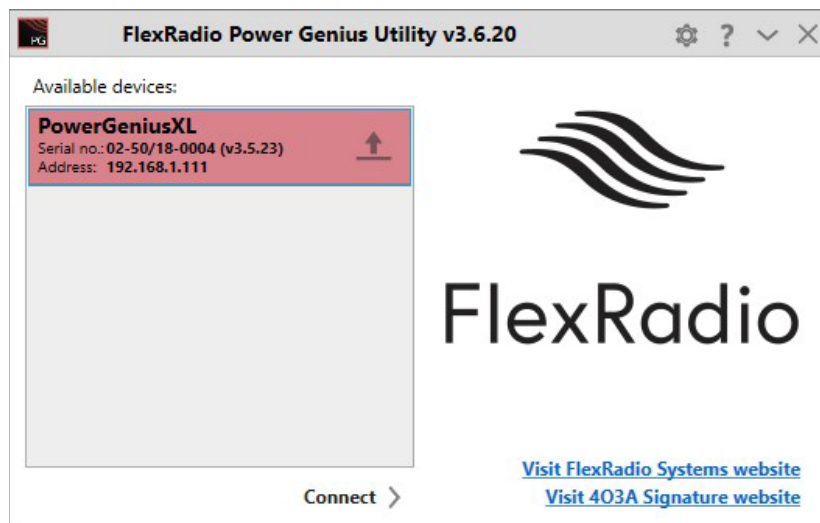 PG
FlexRadio Power Genius Utility v3.6.20
?
Available devices:
PowerGeniusXL
Serial no.: 02-50/18-0004 (v3.5.23)
Address: 192.168.1.111
FlexRadio
Visit FlexRadio Systems website
Connect
Visit 4O3A Signature website